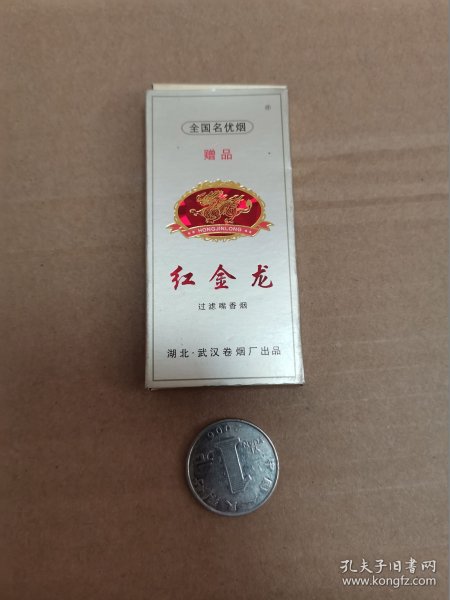 全国名优烟
赠品
HONGJINLONG
红金龙
过滤嘴香烟
湖北·武汉卷烟厂出品
1
孔夫子旧书网
www.kongfz.com